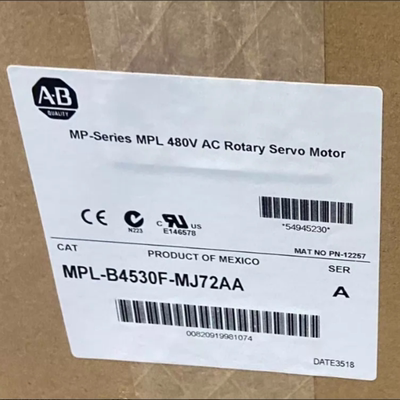 A-B
QUALITY
MP-Series MPL 480V AC Rotary Servo Motor
CE N223 C UL US E146578
*54945230*
MAT NO PN-12257
CAT PRODUCT OF MEXICO SER
MPL-B4530F-MJ72AA A
00820919981074
DATE3518